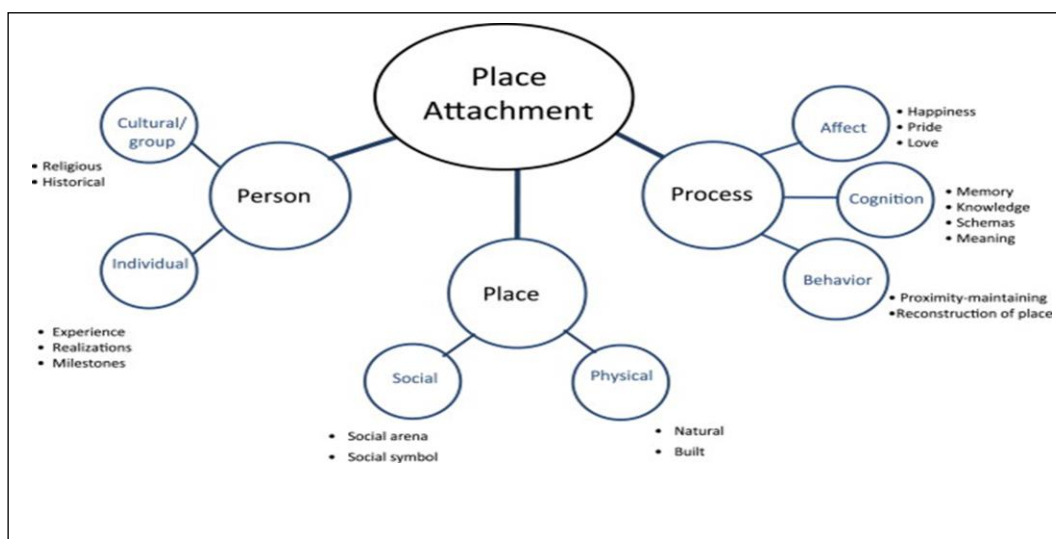 Place
Attachment
Cultural/
group
• Religious
• Historical
Person
Individual
• Experience
• Realizations
• Milestones
Place
Social
• Social arena
• Social symbol
Physical
• Natural
• Built
Process
Affect
• Happiness
• Pride
• Love
Cognition
• Memory
• Knowledge
• Schemas
• Meaning
Behavior
• Proximity-maintaining
•Reconstruction of place